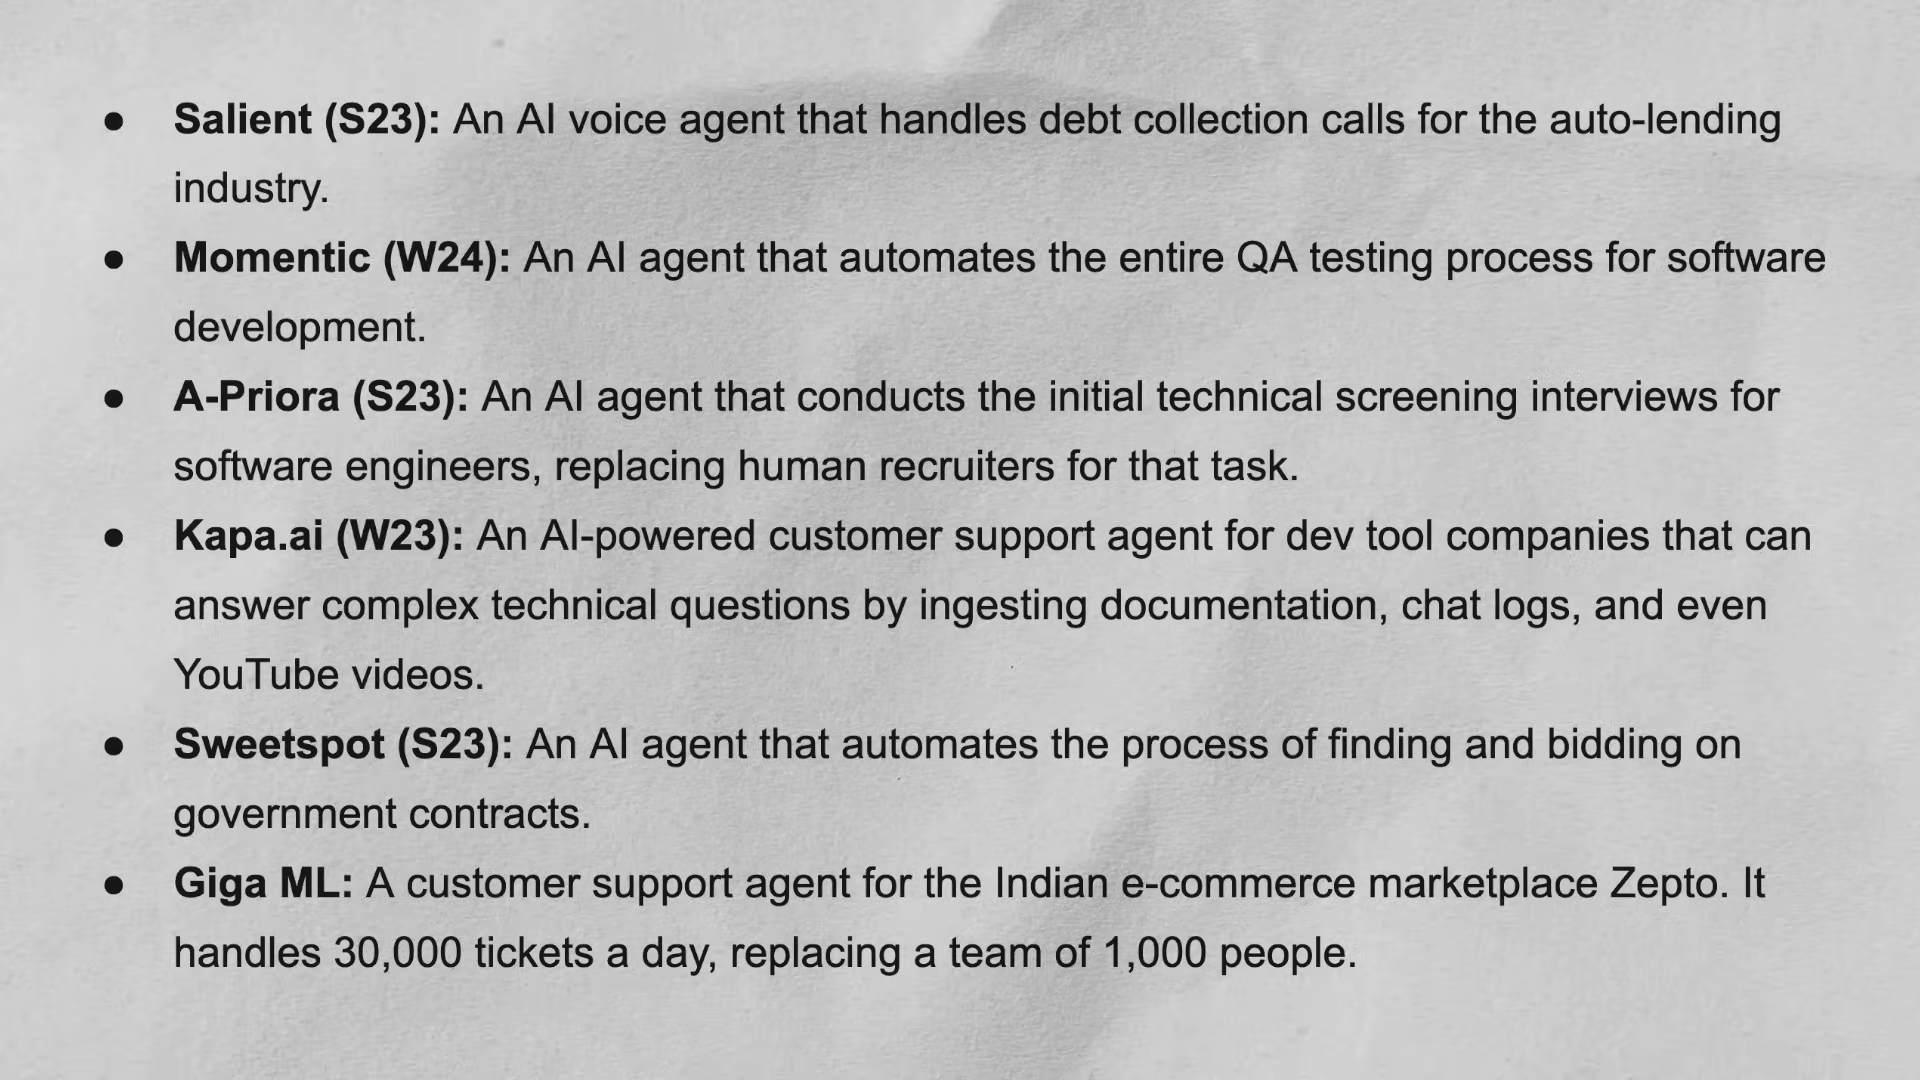 ● Salient (S23): An AI voice agent that handles debt collection calls for the auto-lending
industry.
● Momentic (W24): An AI agent that automates the entire QA testing process for software
development.
● A-Priora (S23): An AI agent that conducts the initial technical screening interviews for
software engineers, replacing human recruiters for that task.
● Kapa.ai (W23): An AI-powered customer support agent for dev tool companies that can
answer complex technical questions by ingesting documentation, chat logs, and even
YouTube videos.
● Sweetspot (S23): An AI agent that automates the process of finding and bidding on
government contracts.
● Giga ML: A customer support agent for the Indian e-commerce marketplace Zepto. It
handles 30,000 tickets a day, replacing a team of 1,000 people.